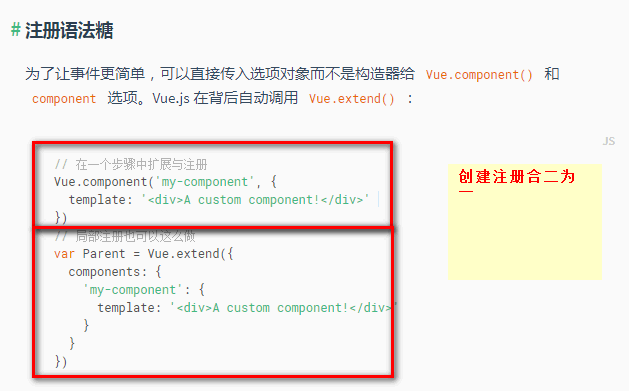 # 注册语法糖
为了让事件更简单，可以直接传入选项对象而不是构造器给 Vue.component() 和
component 选项。Vue.js 在背后自动调用 Vue.extend() ：
JS
// 在一个步骤中扩展与注册
Vue.component('my-component', {
template: '<div>A custom component!</div>'
})
// 局部注册也可以这么做
var Parent = Vue.extend({
components: {
'my-component': {
template: '<div>A custom component!</div>'
}
}
})
创建注册合二为
一